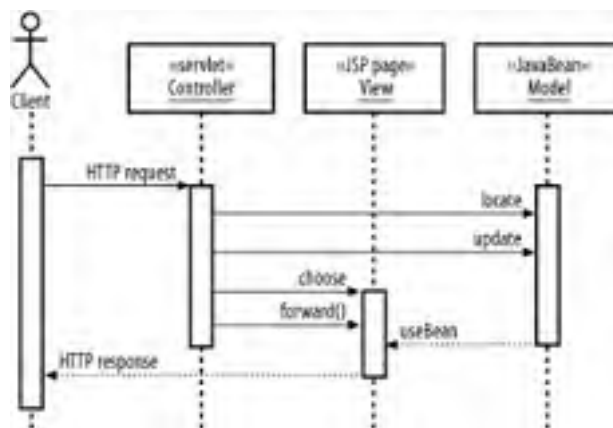 Client
«servlet»
Controller
«JSP page»
View
«JavaBean»
Model
HTTP request
locate
update
choose
forward()
useBean
HTTP response